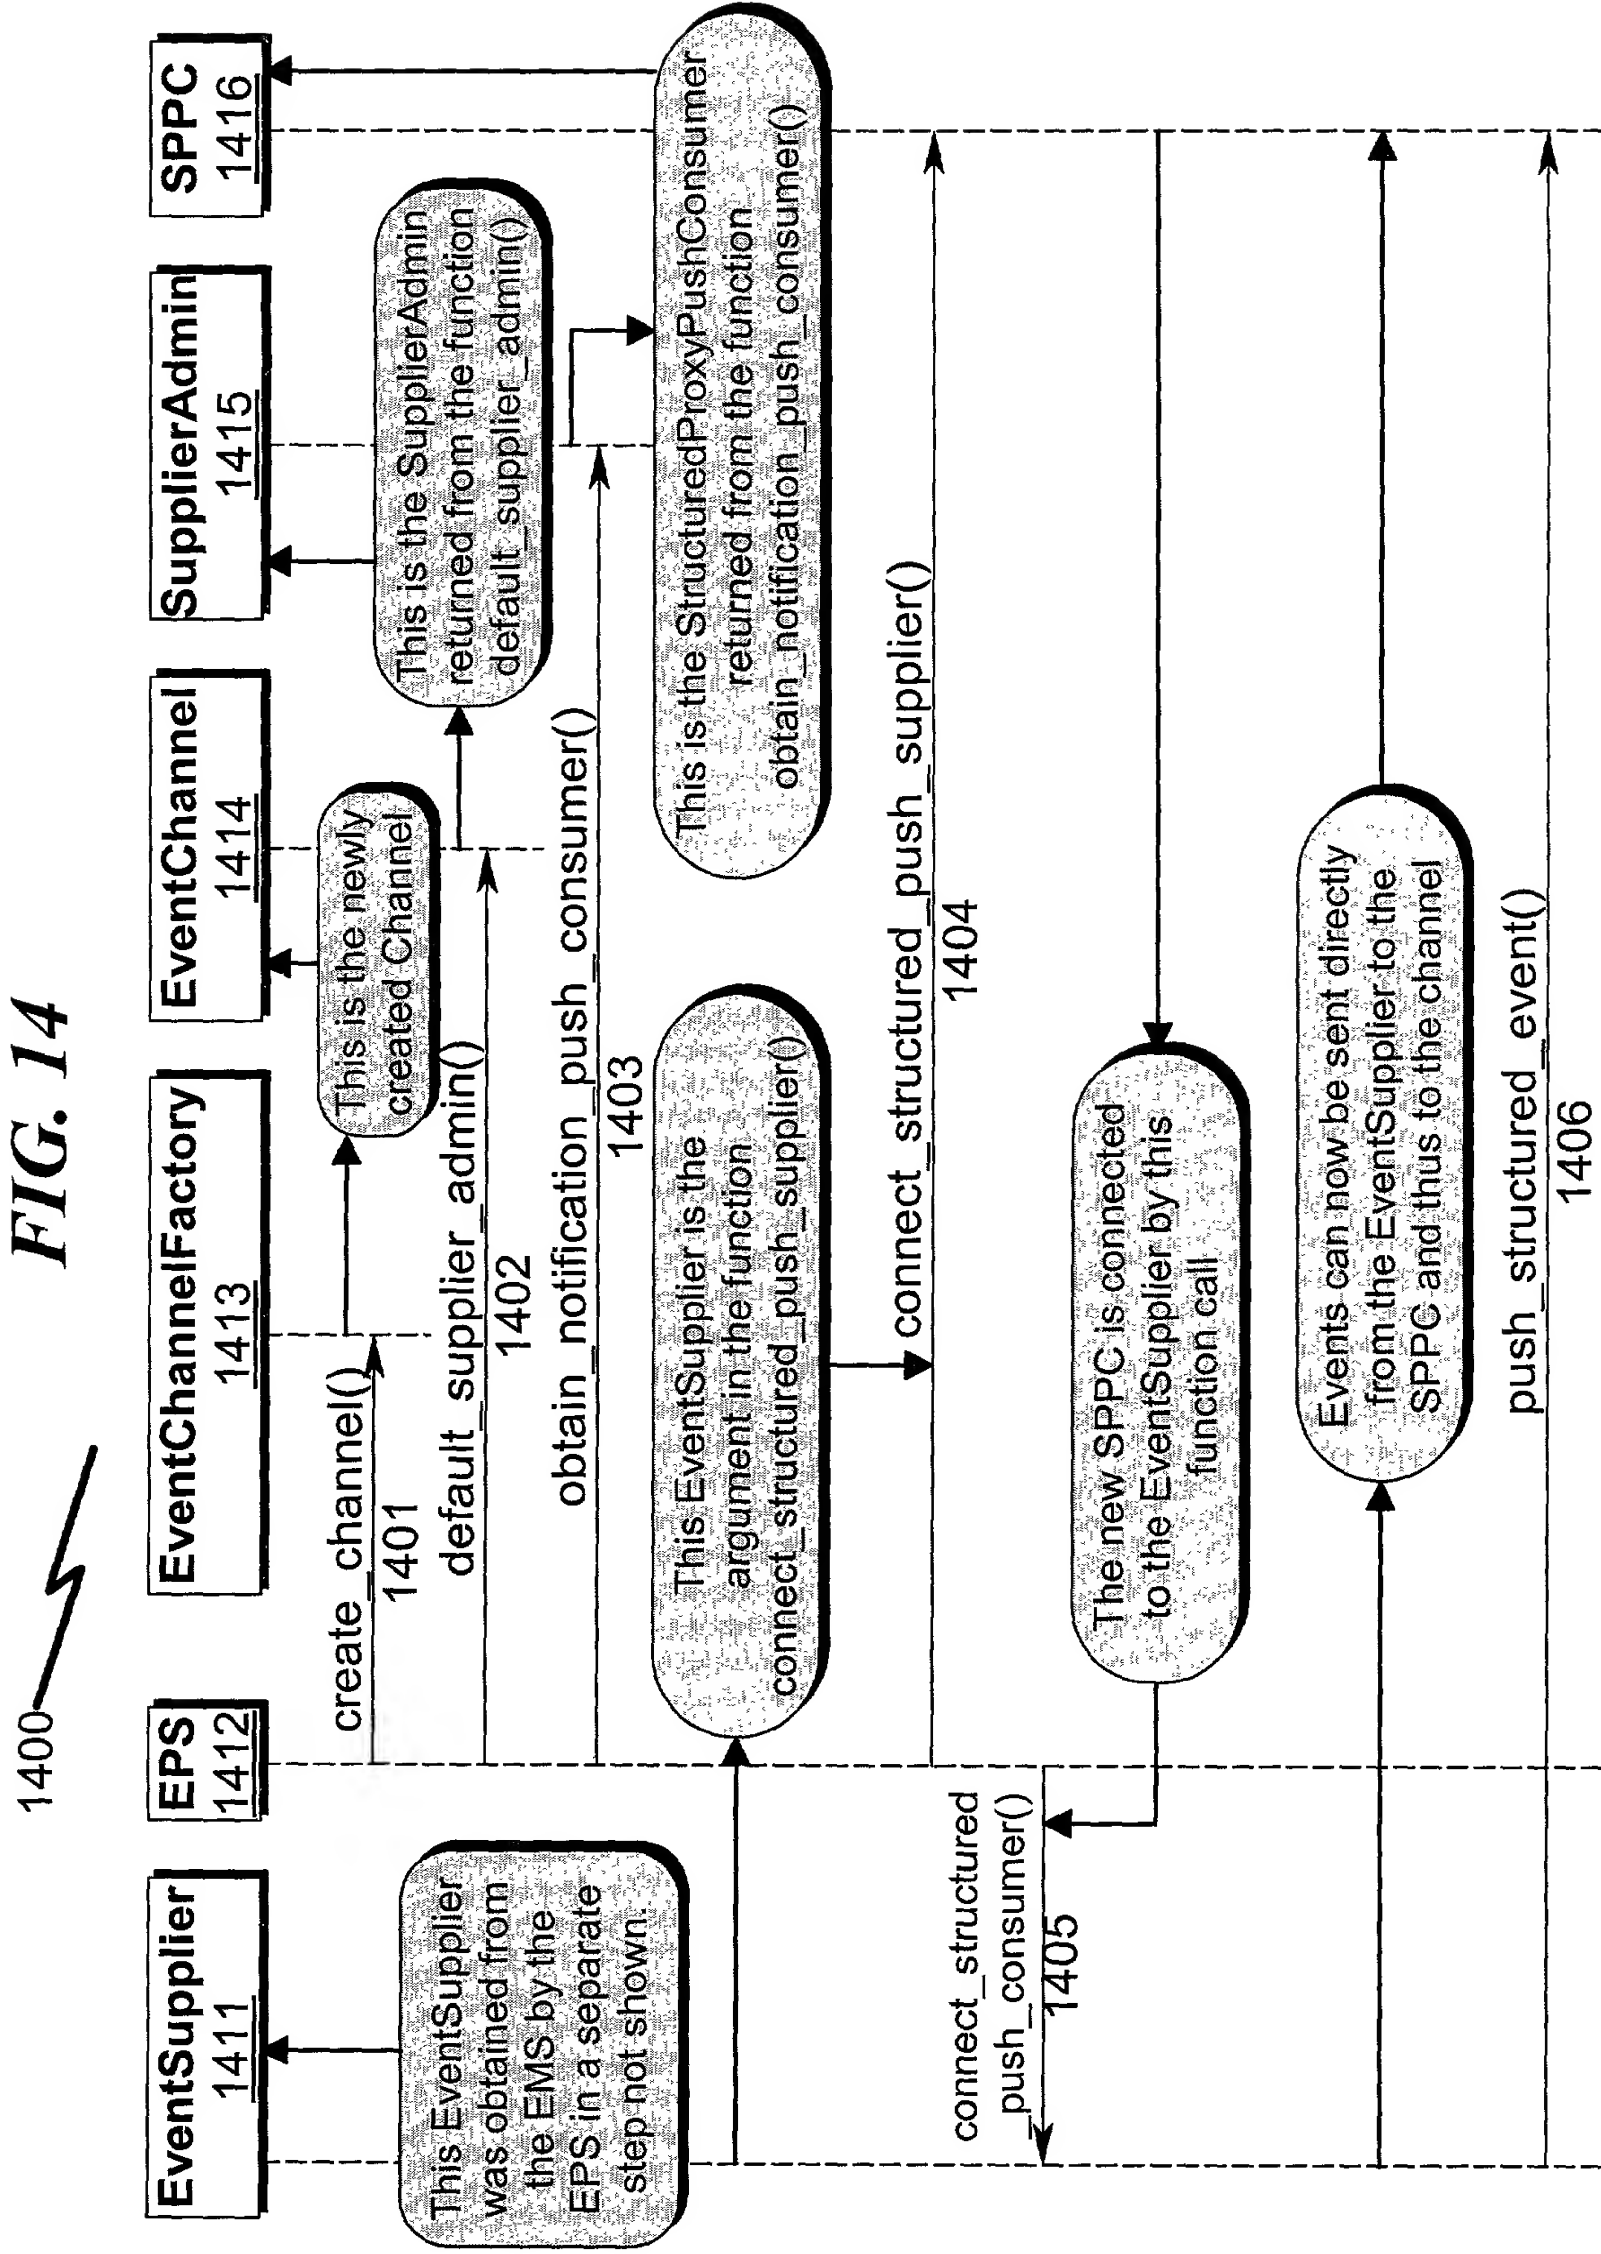 FIG. 14
1400
EventSupplier
1411
EPS
1412
EventChannelFactory
1413
EventChannel
1414
SupplierAdmin
1415
SPPC
1416
create_channel()
1401
This is the newly
created Channel
This is the SupplierAdmin
returned from the function
default_supplier_admin()
default_supplier_admin()
1402
This EventSupplier
was obtained from
the EMS by the
EPS in a separate
step not shown.
obtain_notification_push_consumer()
1403
This is the StructuredProxyPushConsumer
returned from the function
obtain_notification_push_consumer()
This EventSupplier is the
argument in the function
connect_structured_push_supplier()
connect_structured_push_supplier()
1404
connect_structured
_push_consumer()
1405
The new SPPC is connected
to the EventSupplier by this
function call
Events can now be sent directly
from the EventSupplier to the
SPPC and thus to the channel
push_structured_event()
1406